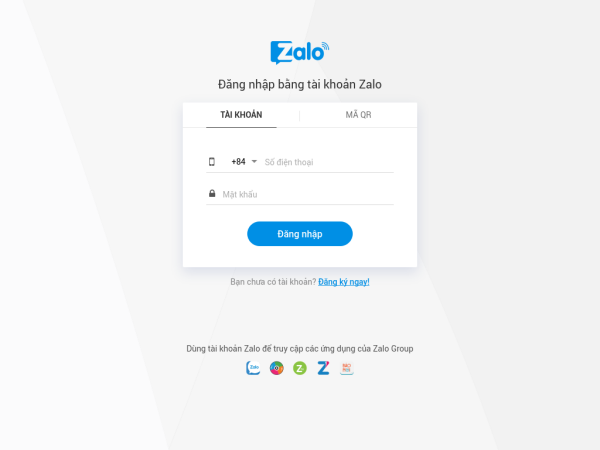 Zalo
Đăng nhập bằng tài khoản Zalo
TÀI KHOẢN
MÃ QR
+84 Số điện thoại
Mật khẩu
Đăng nhập
Bạn chưa có tài khoản? Đăng ký ngay!
Dùng tài khoản Zalo để truy cập các ứng dụng của Zalo Group
Zalo